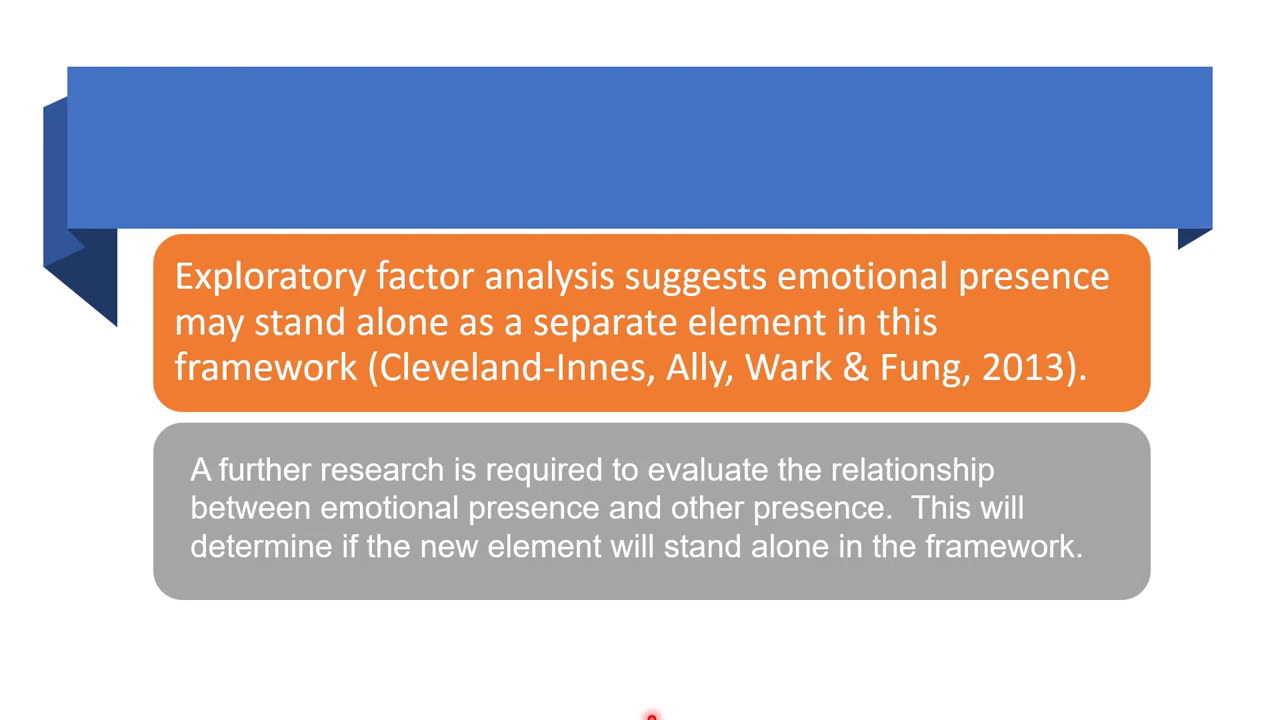 Exploratory factor analysis suggests emotional presence
may stand alone as a separate element in this
framework (Cleveland-Innes, Ally, Wark & Fung, 2013).
A further research is required to evaluate the relationship
between emotional presence and other presence.  This will
determine if the new element will stand alone in the framework.